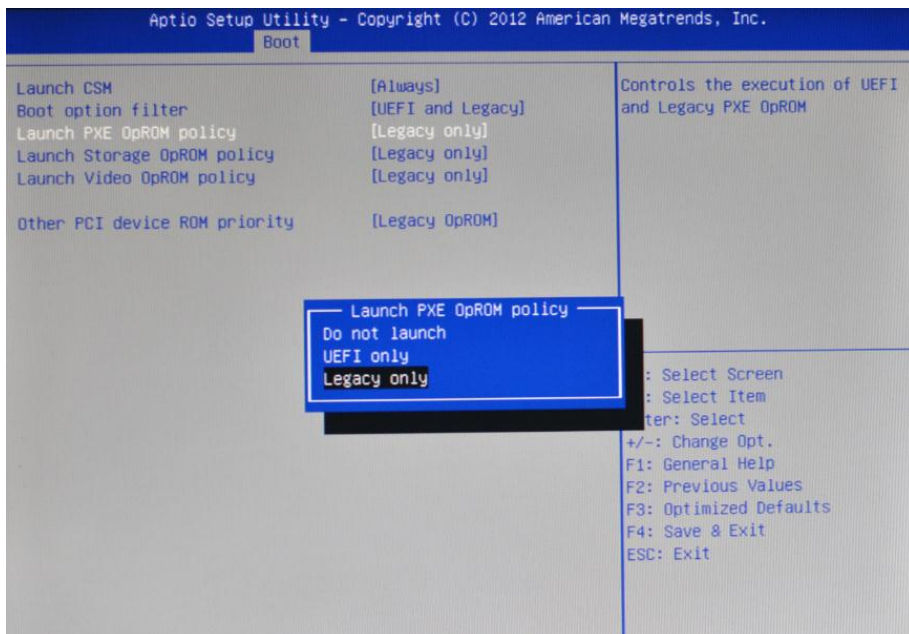 Aptio Setup Utility - Copyright (C) 2012 American Megatrends, Inc.
Boot
Launch CSM [Always]
Boot option filter [UEFI and Legacy]
Launch PXE OpROM policy [Legacy only]
Launch Storage OpROM policy [Legacy only]
Launch Video OpROM policy [Legacy only]
Other PCI device ROM priority [Legacy OpROM]
Controls the execution of UEFI
and Legacy PXE OpROM
Launch PXE OpROM policy
Do not launch
UEFI only
Legacy only
: Select Screen
: Select Item
ter: Select
+/-: Change Opt.
F1: General Help
F2: Previous Values
F3: Optimized Defaults
F4: Save & Exit
ESC: Exit